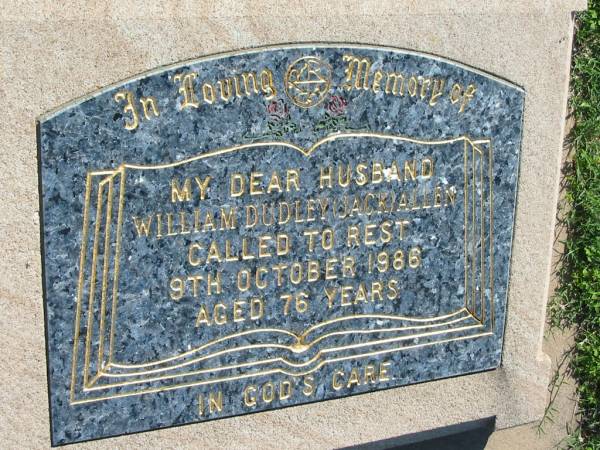 In Loving Memory of
MY DEAR HUSBAND
WILLIAM DUDLEY (JACK) ALLEN
CALLED TO REST
9TH OCTOBER 1986
AGED 76 YEARS
IN GOD'S CARE